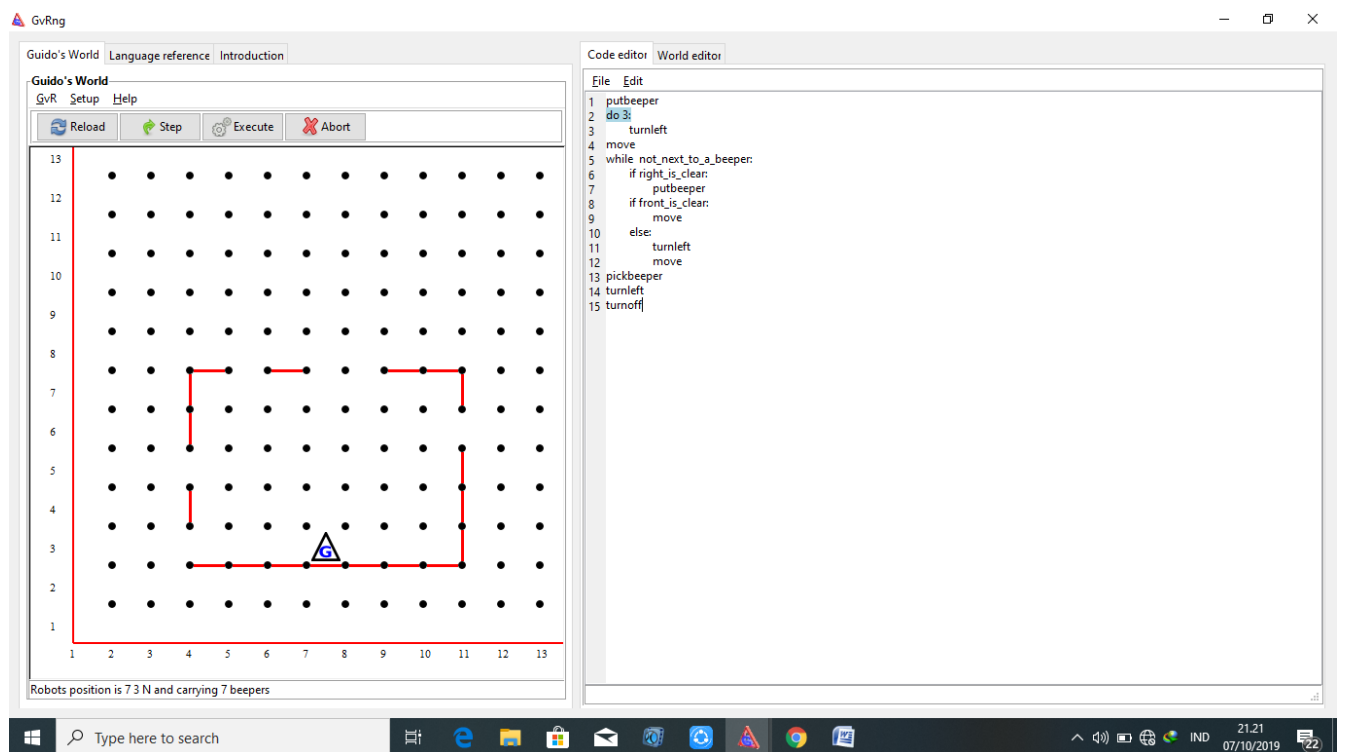 GvRng
Guido's World Language reference Introduction
Guido's World
GvR Setup Help
Reload Step Execute Abort
13
12
11
10
9
8
7
6
5
4
3
2
1
G
1 2 3 4 5 6 7 8 9 10 11 12 13
Robots position is 7 3 N and carrying 7 beepers
Code editor World editor
File Edit
1 putbeeper
2 do 3:
3 turnleft
4 move
5 while not_next_to_a_beeper:
6 if right_is_clear:
7 putbeeper
8 if front_is_clear:
9 move
10 else:
11 turnleft
12 move
13 pickbeeper
14 turnleft
15 turnoff
Type here to search
IND
21.21
07/10/2019
22